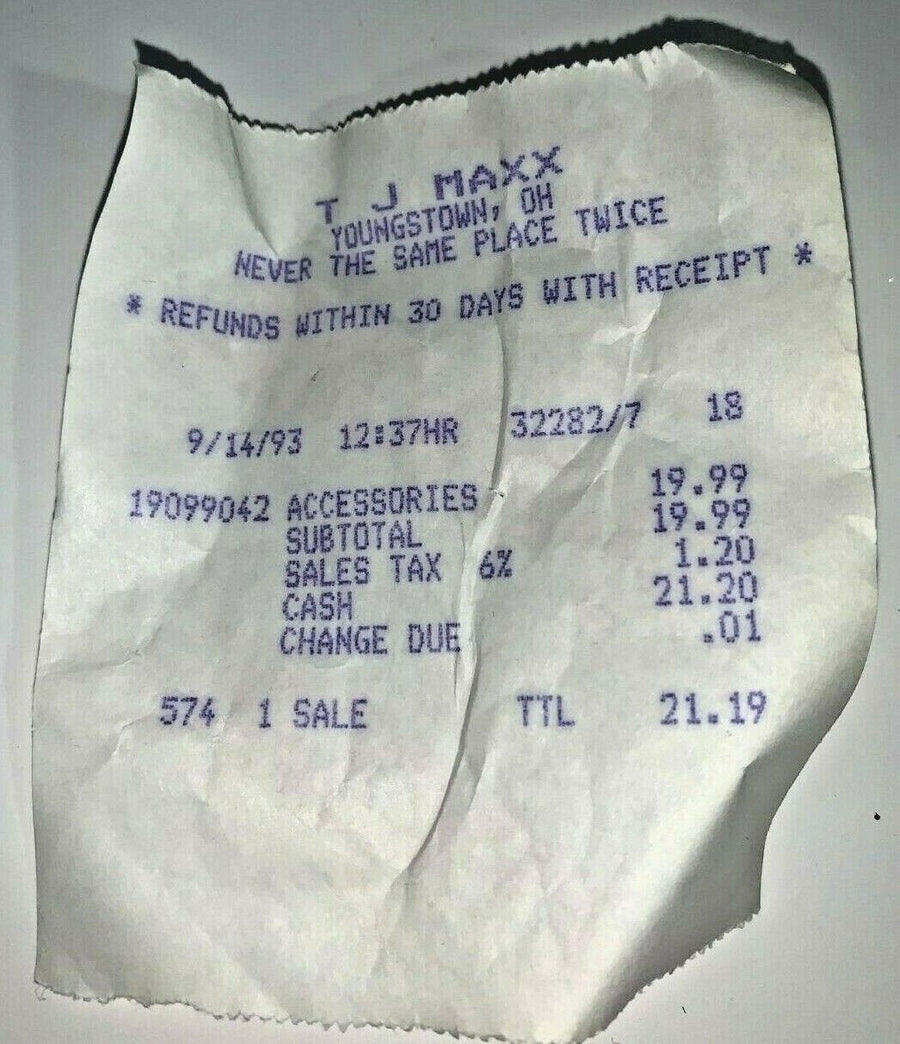 T J MAXX
YOUNGSTOWN, OH
NEVER THE SAME PLACE TWICE
* REFUNDS WITHIN 30 DAYS WITH RECEIPT *
9/14/93 12:37HR 32282/7 18
19099042 ACCESSORIES 19.99
SUBTOTAL 19.99
SALES TAX 6% 1.20
CASH 21.20
CHANGE DUE .01
574 1 SALE TTL 21.19